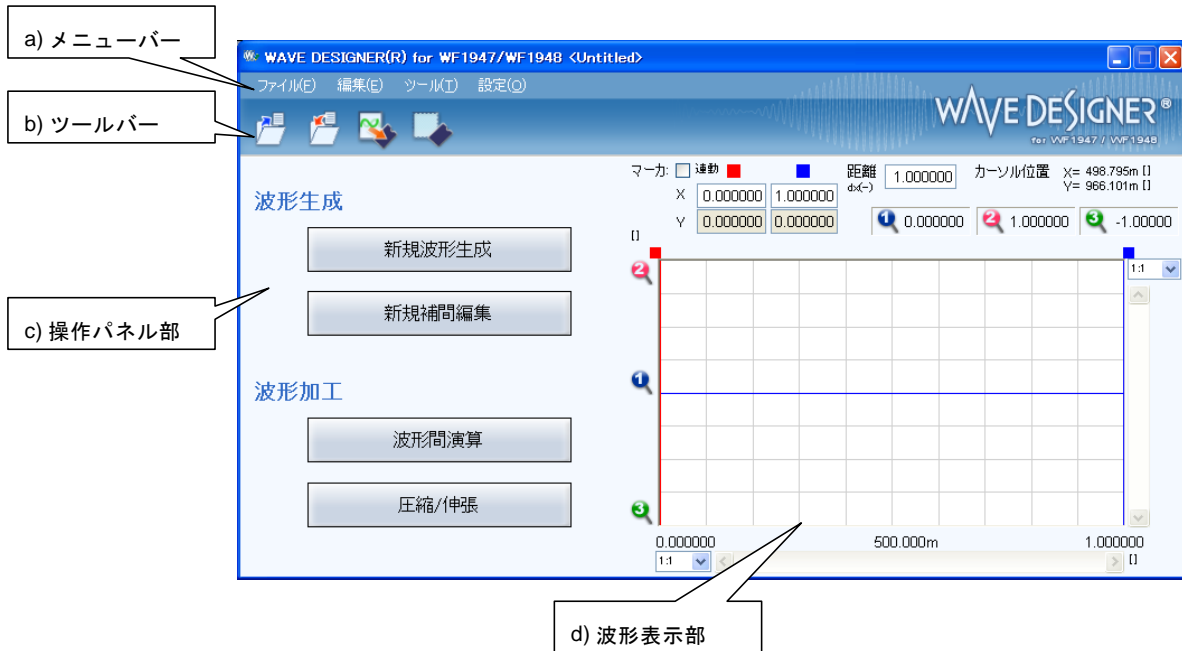 a) メニューバー
WAVE DESIGNER(R) for WF1947/WF1948 <Untitled>
ファイル(F) 編集(E) ツール(T) 設定(O)
WAVE DESIGNER®
for WF1947 / WF1948
b) ツールバー
マーカ: 連動
距離 1.000000
dx(-)
カーソル位置 X= 498.795m []
Y= 966.101m []
X 0.000000 1.000000
Y 0.000000 0.000000
1 0.000000 2 1.000000 3 -1.00000
[]
波形生成
新規波形生成
新規補間編集
c) 操作パネル部
波形加工
波形間演算
圧縮/伸張
2
1:1
1
3
0.000000 500.000m 1.000000
1:1 []
d) 波形表示部